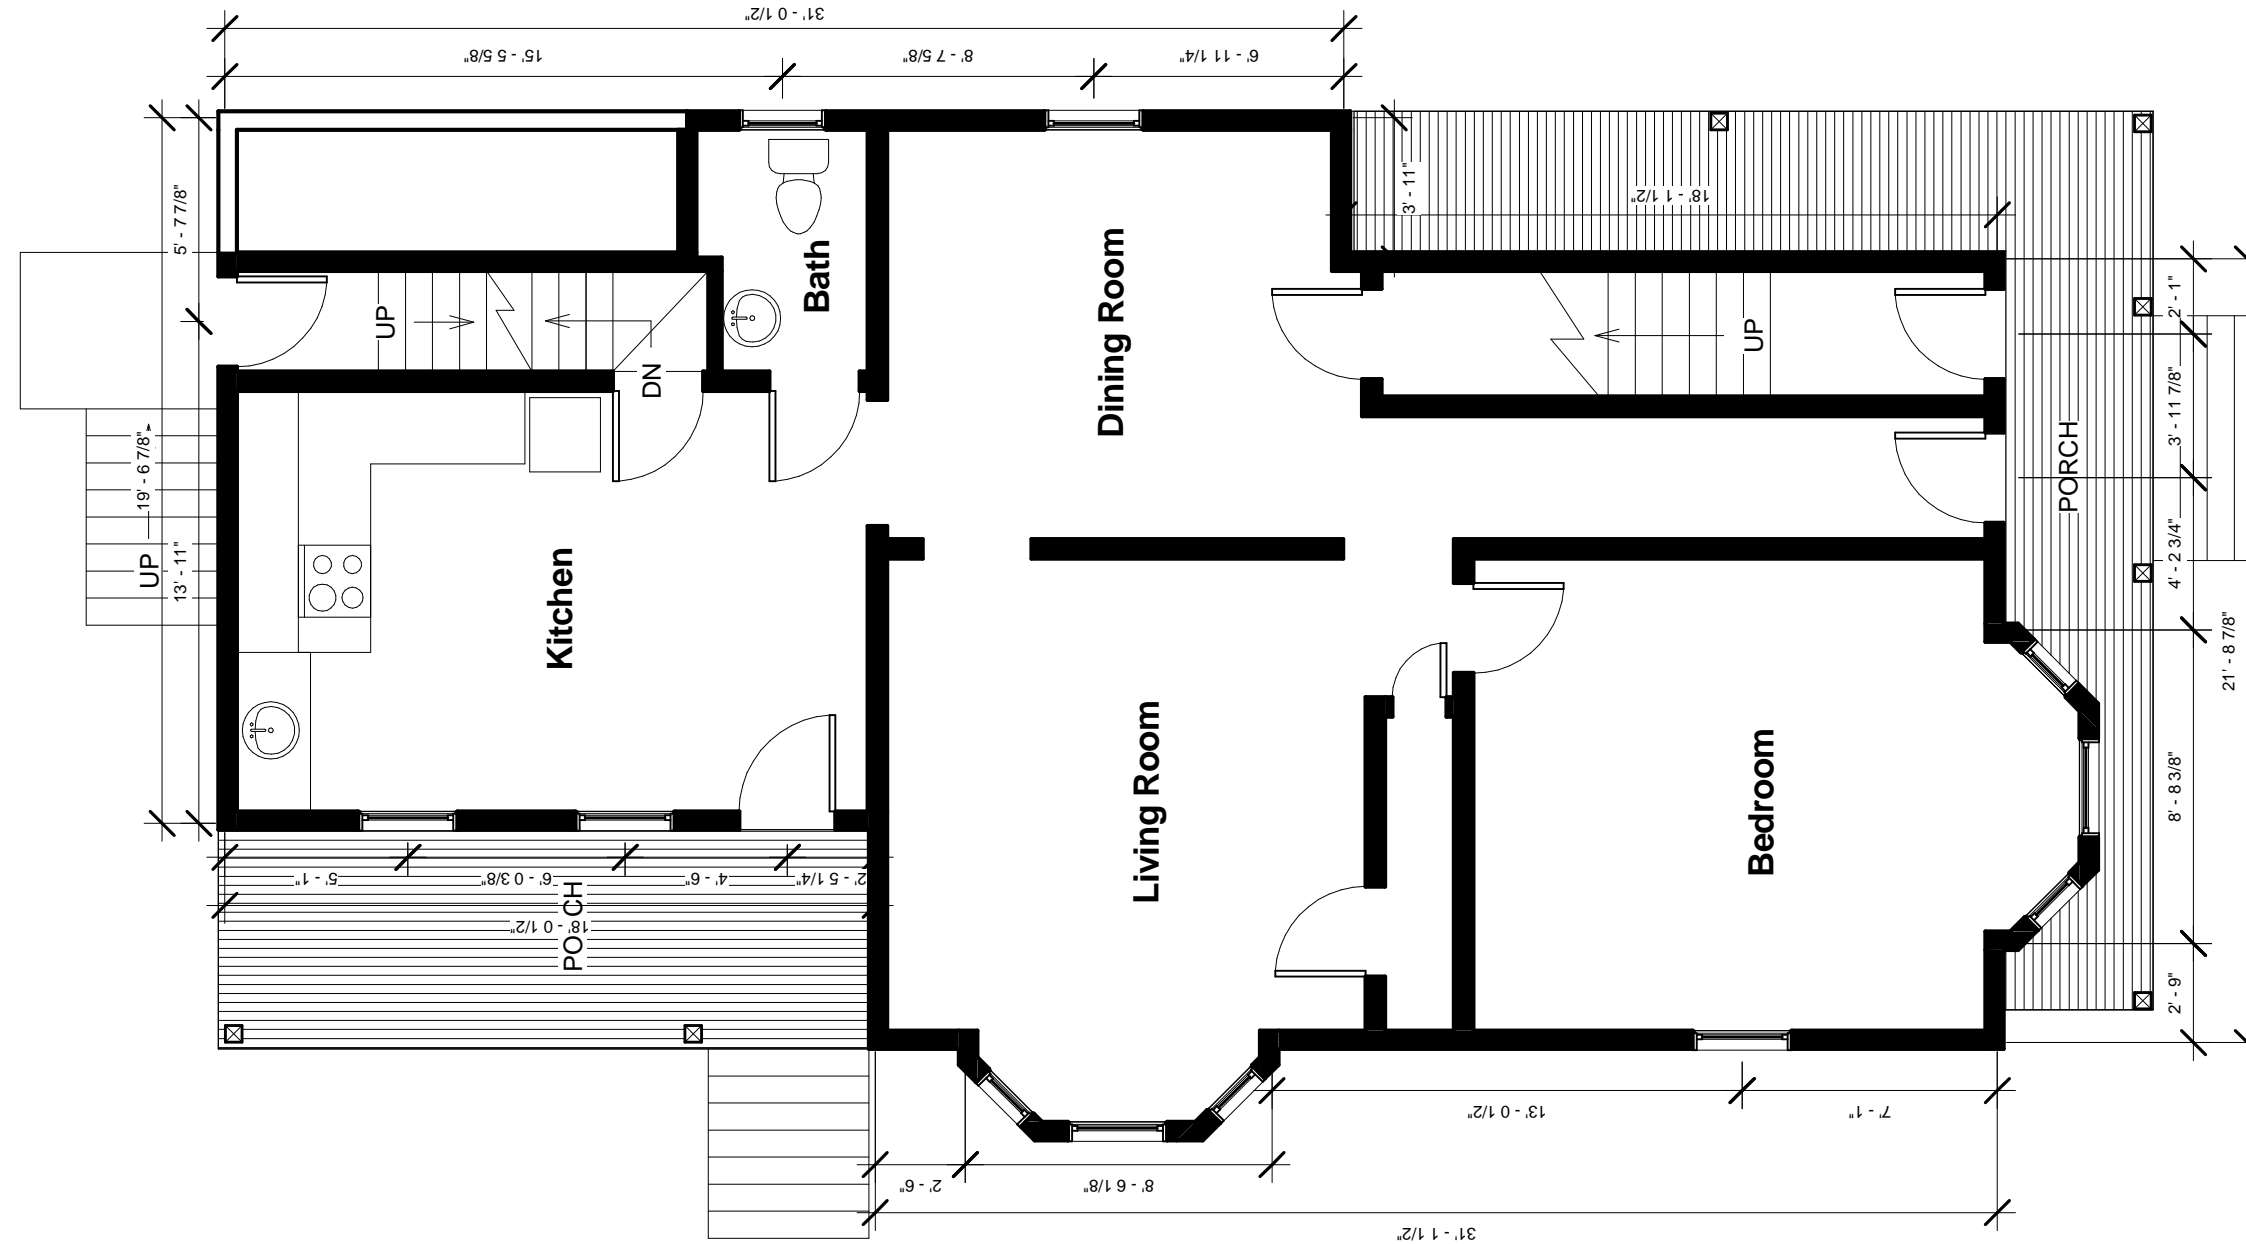 31' - 0 1/2"
15' - 5 5/8"
8' - 7 5/8"
6' - 11 1/4"
5' - 7 7/8"
3' - 11"
18' - 1 1/2"
Bath
Dining Room
2' - 1"
UP
UP
DN
19' - 6 7/8"
3' - 11 7/8"
PORCH
UP
13' - 11"
Kitchen
4' - 2 3/4"
21' - 8 7/8"
Living Room
Bedroom
8' - 8 3/8"
5' - 1"
6' - 0 3/8"
4' - 6"
2' - 5 1/4"
18' - 0 1/2"
PO CH
2' - 9"
13' - 0 1/2"
7' - 1"
2' - 6"
8' - 6 1/8"
31' - 1 1/2"